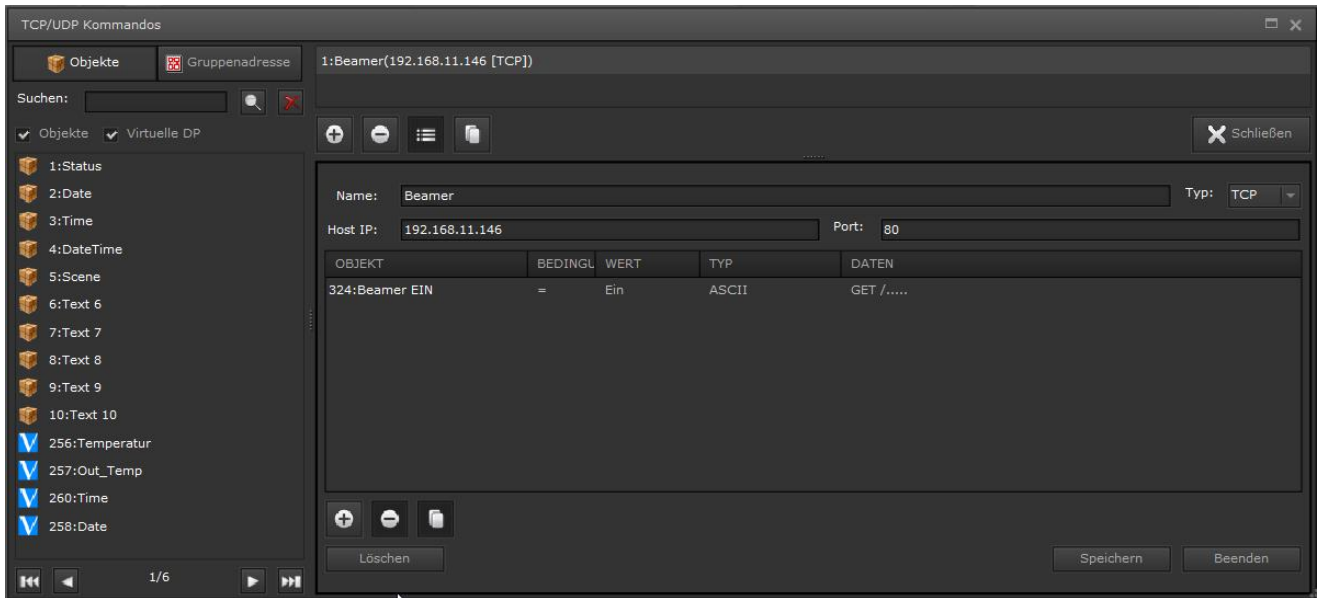 TCP/UDP Kommandos
Objekte Gruppenadresse
Suchen:
Objekte Virtuelle DP
1:Status
2:Date
3:Time
4:DateTime
5:Scene
6:Text 6
7:Text 7
8:Text 8
9:Text 9
10:Text 10
256:Temperatur
257:Out_Temp
260:Time
258:Date
1/6
1:Beamer(192.168.11.146 [TCP])
Schließen
Name: Beamer Typ: TCP
Host IP: 192.168.11.146 Port: 80
OBJEKT BEDINGU WERT TYP DATEN
324:Beamer EIN = Ein ASCII GET /.....
Löschen Speichern Beenden